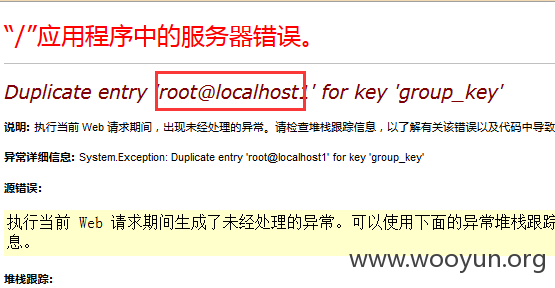 “/”应用程序中的服务器错误。
Duplicate entry 'root@localhost1' for key 'group_key'
说明: 执行当前 Web 请求期间，出现未经处理的异常。请检查堆栈跟踪信息，以了解有关该错误以及代码中导致
异常详细信息: System.Exception: Duplicate entry 'root@localhost1' for key 'group_key'
源错误:
执行当前 Web 请求期间生成了未经处理的异常。可以使用下面的异常堆栈跟踪
息。
www.wooyun.org
堆栈跟踪: